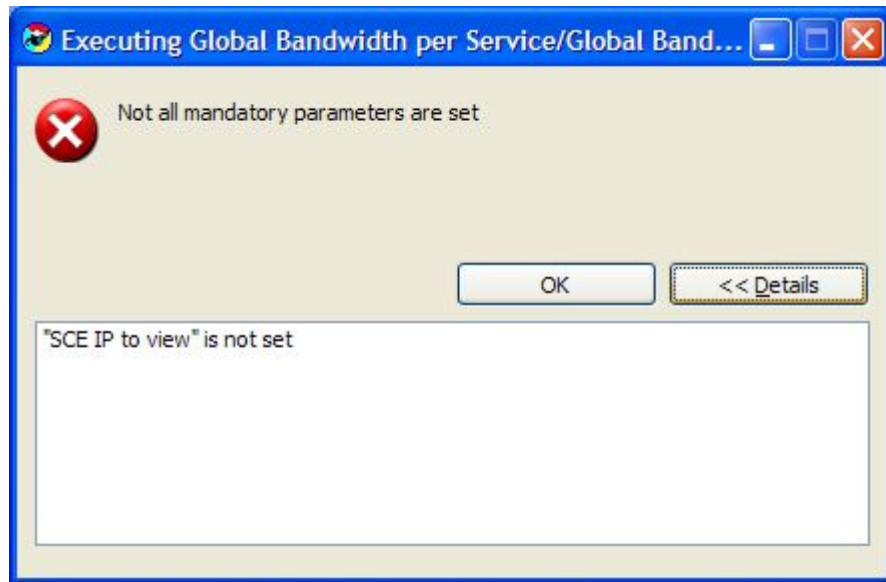 Executing Global Bandwidth per Service/Global Band...
Not all mandatory parameters are set
OK
<< Details
"SCE IP to view" is not set